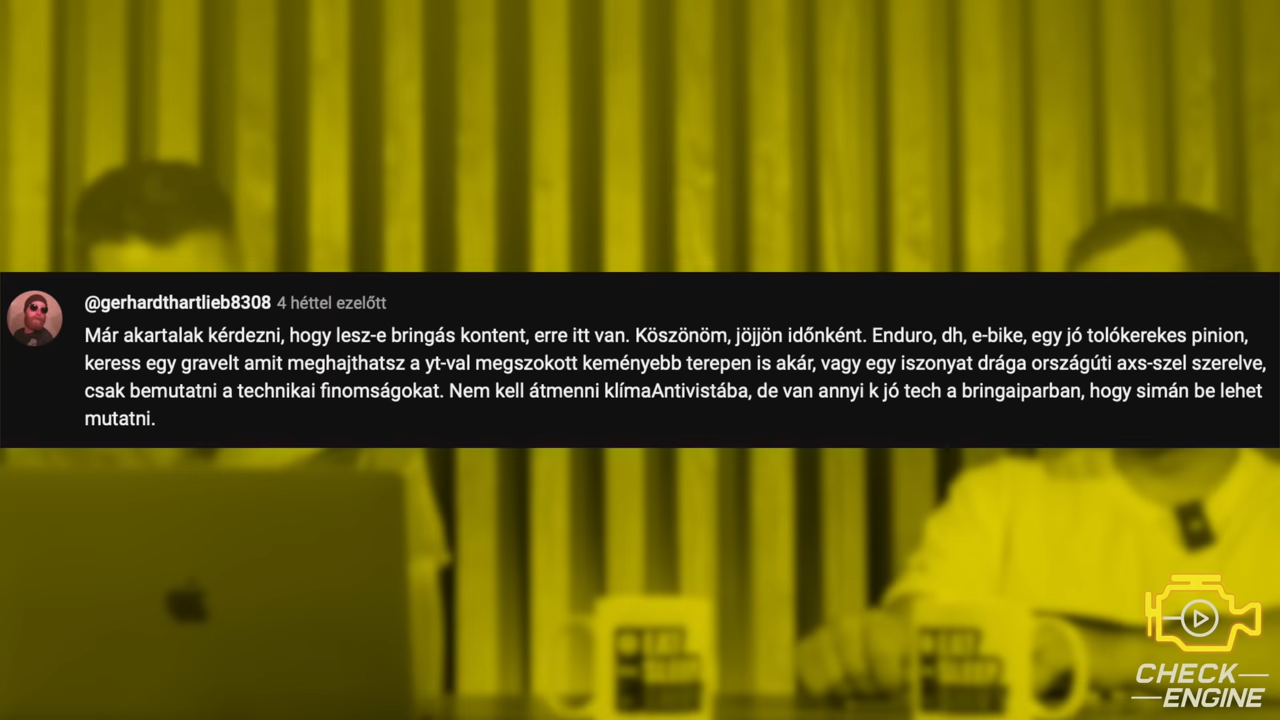 @gerhardthartlieb8308 4 héttel ezelőtt
Már akartalak kérdezni, hogy lesz-e bringás kontent, erre itt van. Köszönöm, jöjjön időnként. Enduro, dh, e-bike, egy jó tolókerekes pinion,
keress egy gravelt amit meghajthatsz a yt-val megszokott keményebb terepen is akár, vagy egy iszonyat drága országúti axs-szel szerelve,
csak bemutatni a technikai finomságokat. Nem kell átmenni klímaAntivistába, de van annyi k jó tech a bringaiparban, hogy simán be lehet
mutatni.
CHECK
ENGINE